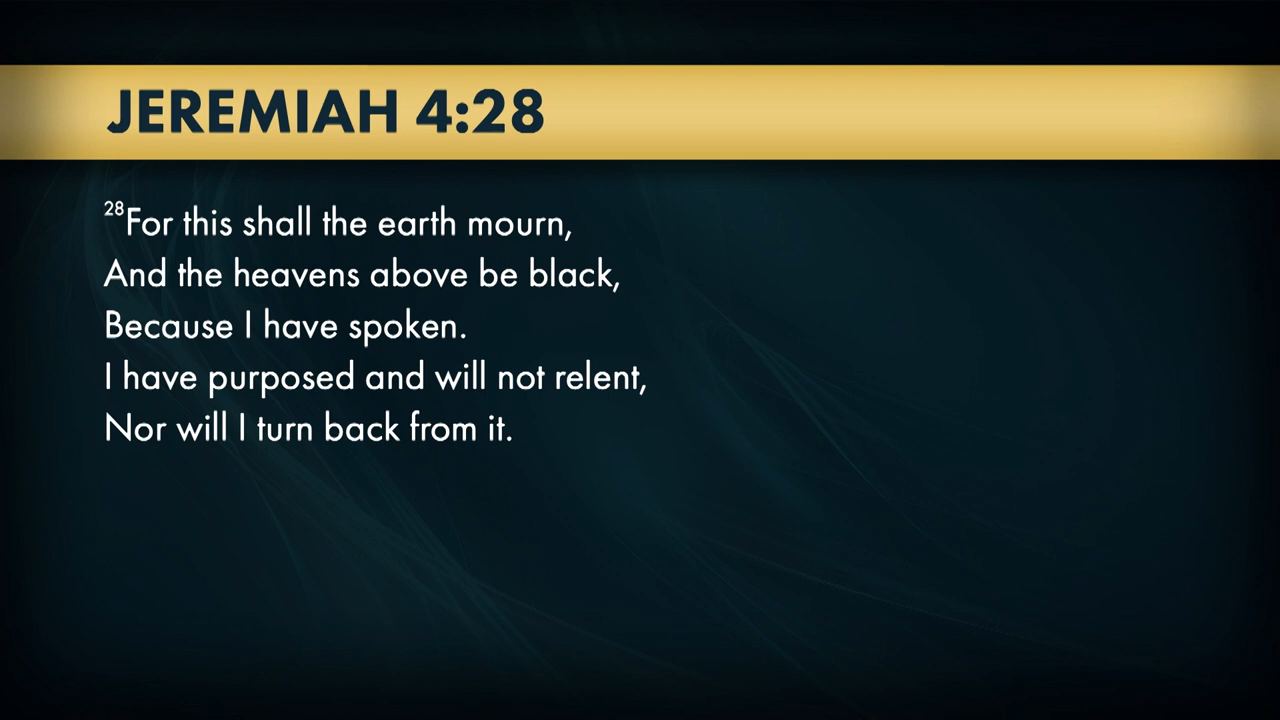 JEREMIAH 4:28
28For this shall the earth mourn,
And the heavens above be black,
Because I have spoken.
I have purposed and will not relent,
Nor will I turn back from it.